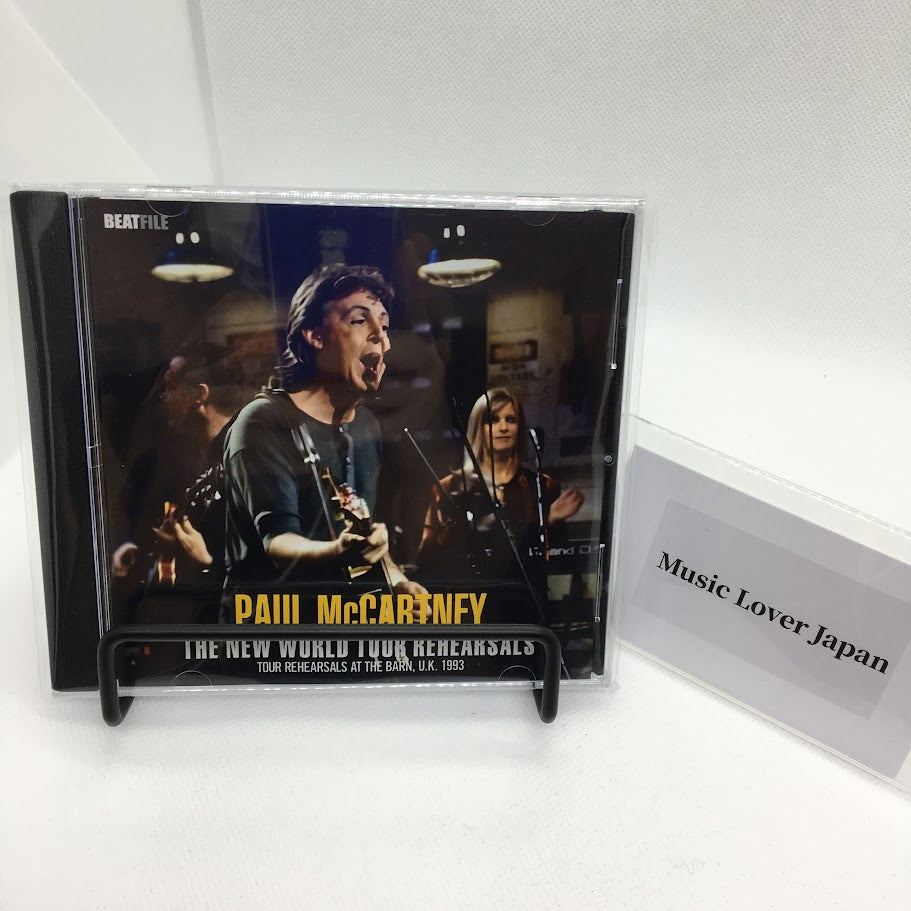 BEATFILE
PAUL McCARTNEY
THE NEW WORLD TOUR REHEARSALS
TOUR REHEARSALS AT THE BARN, U.K. 1993
Music Lover Japan